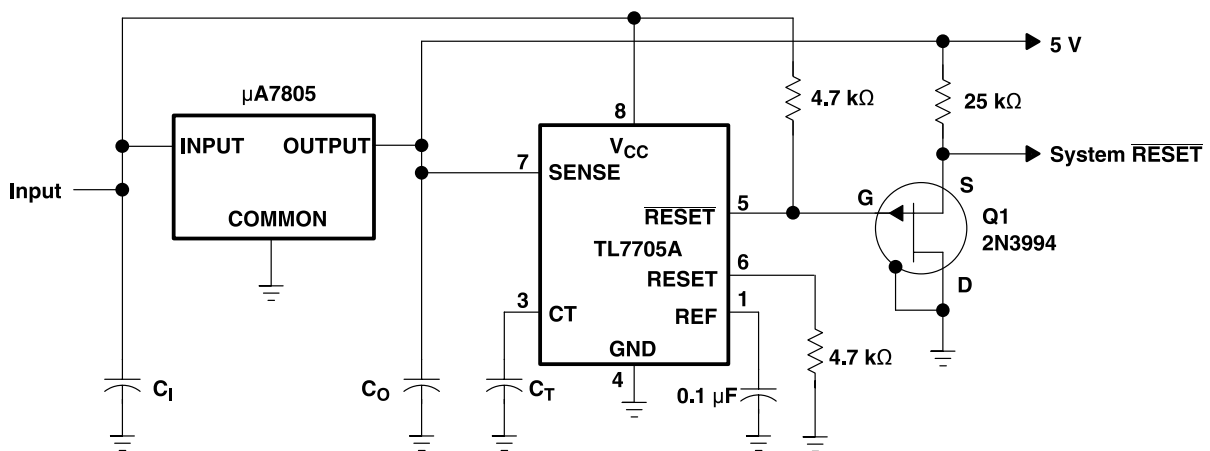 5 V
μA7805
4.7 kΩ
25 kΩ
8
INPUT
OUTPUT
VCC
7
SENSE
System RESET
Input
S
G
COMMON
5
RESET
Q1
2N3994
TL7705A
6
RESET
D
3
CT
1
REF
GND
4.7 kΩ
4
CI
CO
CT
0.1 μF